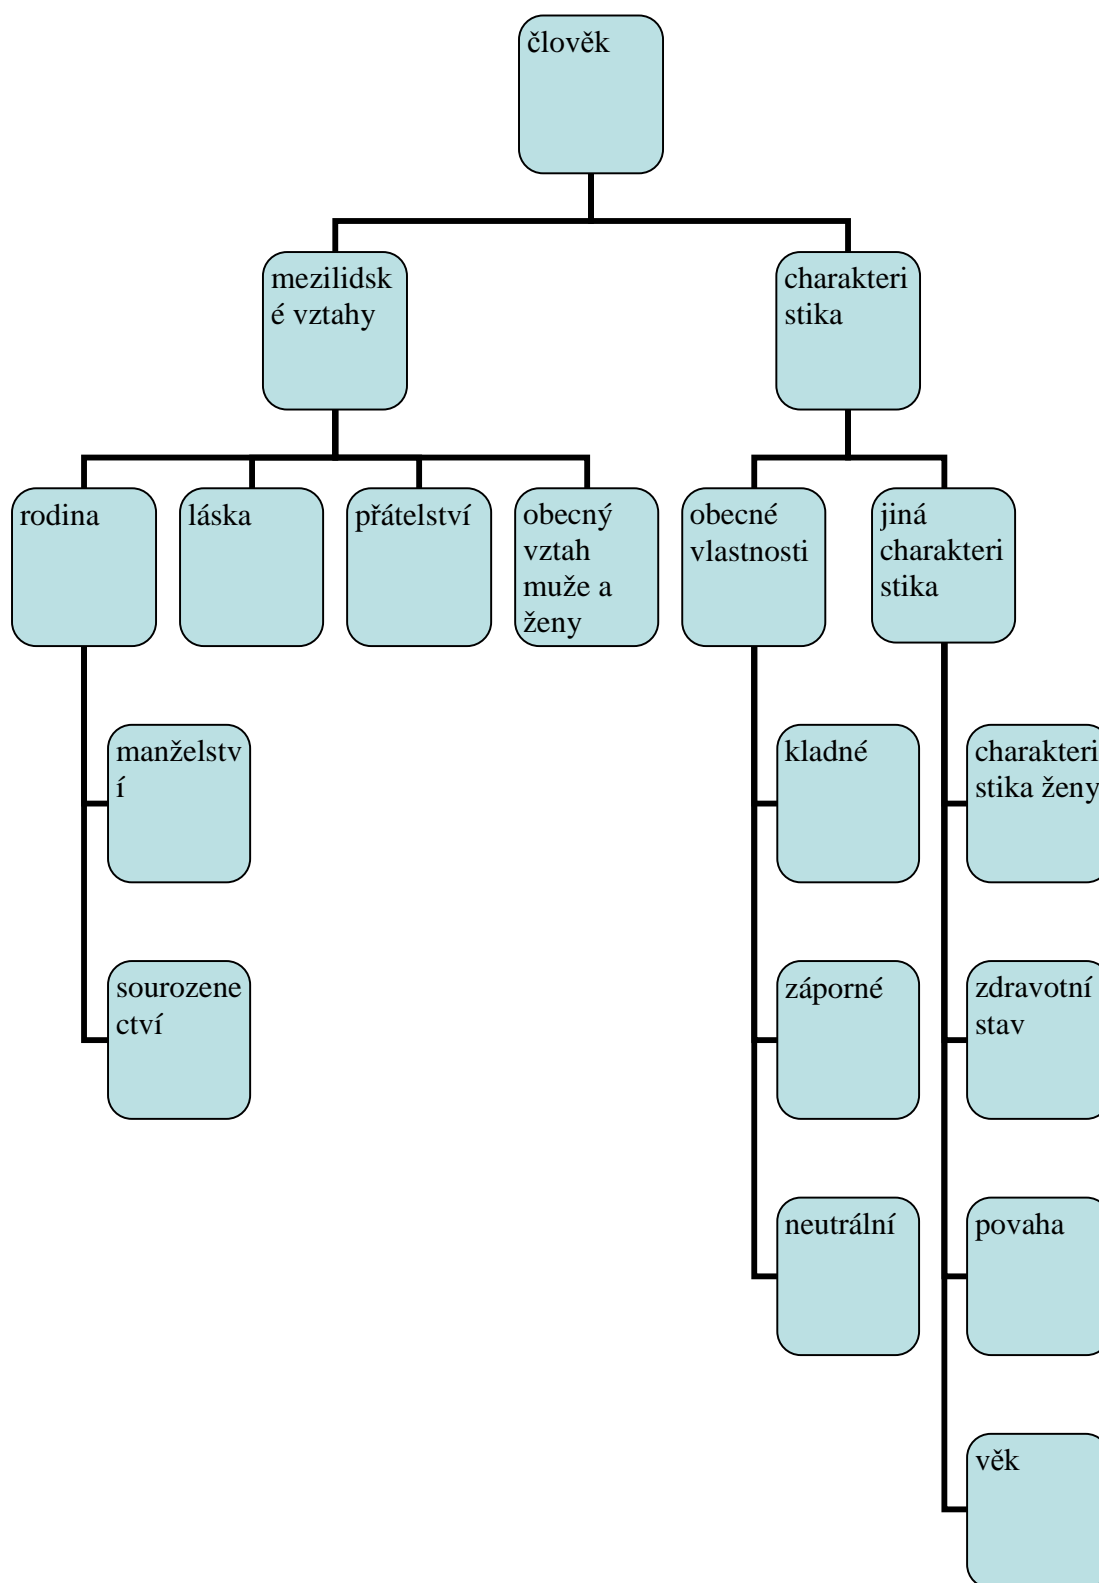 člověk
mezilidsk
é vztahy
charakteri
stika
rodina
láska
přátelství
obecný
vztah
muže a
ženy
obecné
vlastnosti
jiná
charakteri
stika
manželstv
í
kladné
charakteri
stika ženy
sourozene
ctví
záporné
zdravotní
stav
neutrální
povaha
věk